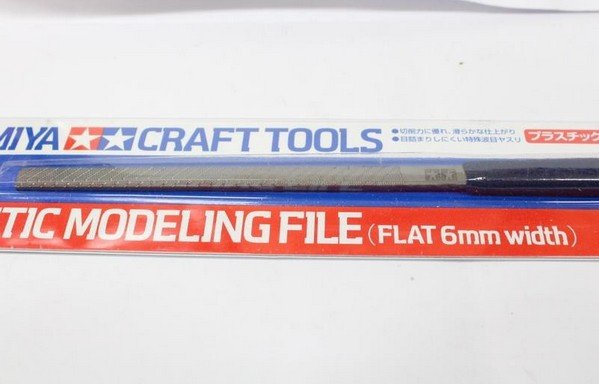 MIYA CRAFT TOOLS
●切削力に優れ、滑らかな仕上がり
●目詰まりしにくい特殊波目ヤスリ
プラスチック
TIC MODELING FILE (FLAT 6mm width)